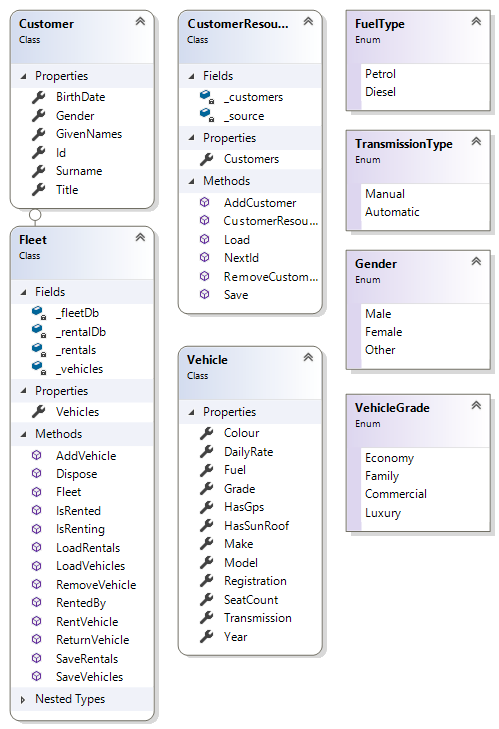 Customer
Class
Properties
BirthDate
Gender
GivenNames
Id
Surname
Title
Fleet
Class
Fields
_fleetDb
_rentalDb
_rentals
_vehicles
Properties
Vehicles
Methods
AddVehicle
Dispose
Fleet
IsRented
IsRenting
LoadRentals
LoadVehicles
RemoveVehicle
RentedBy
RentVehicle
ReturnVehicle
SaveRentals
SaveVehicles
Nested Types
CustomerResou...
Class
Fields
_customers
_source
Properties
Customers
Methods
AddCustomer
CustomerResou...
Load
NextId
RemoveCustom...
Save
Vehicle
Class
Properties
Colour
DailyRate
Fuel
Grade
HasGps
HasSunRoof
Make
Model
Registration
SeatCount
Transmission
Year
FuelType
Enum
Petrol
Diesel
TransmissionType
Enum
Manual
Automatic
Gender
Enum
Male
Female
Other
VehicleGrade
Enum
Economy
Family
Commercial
Luxury